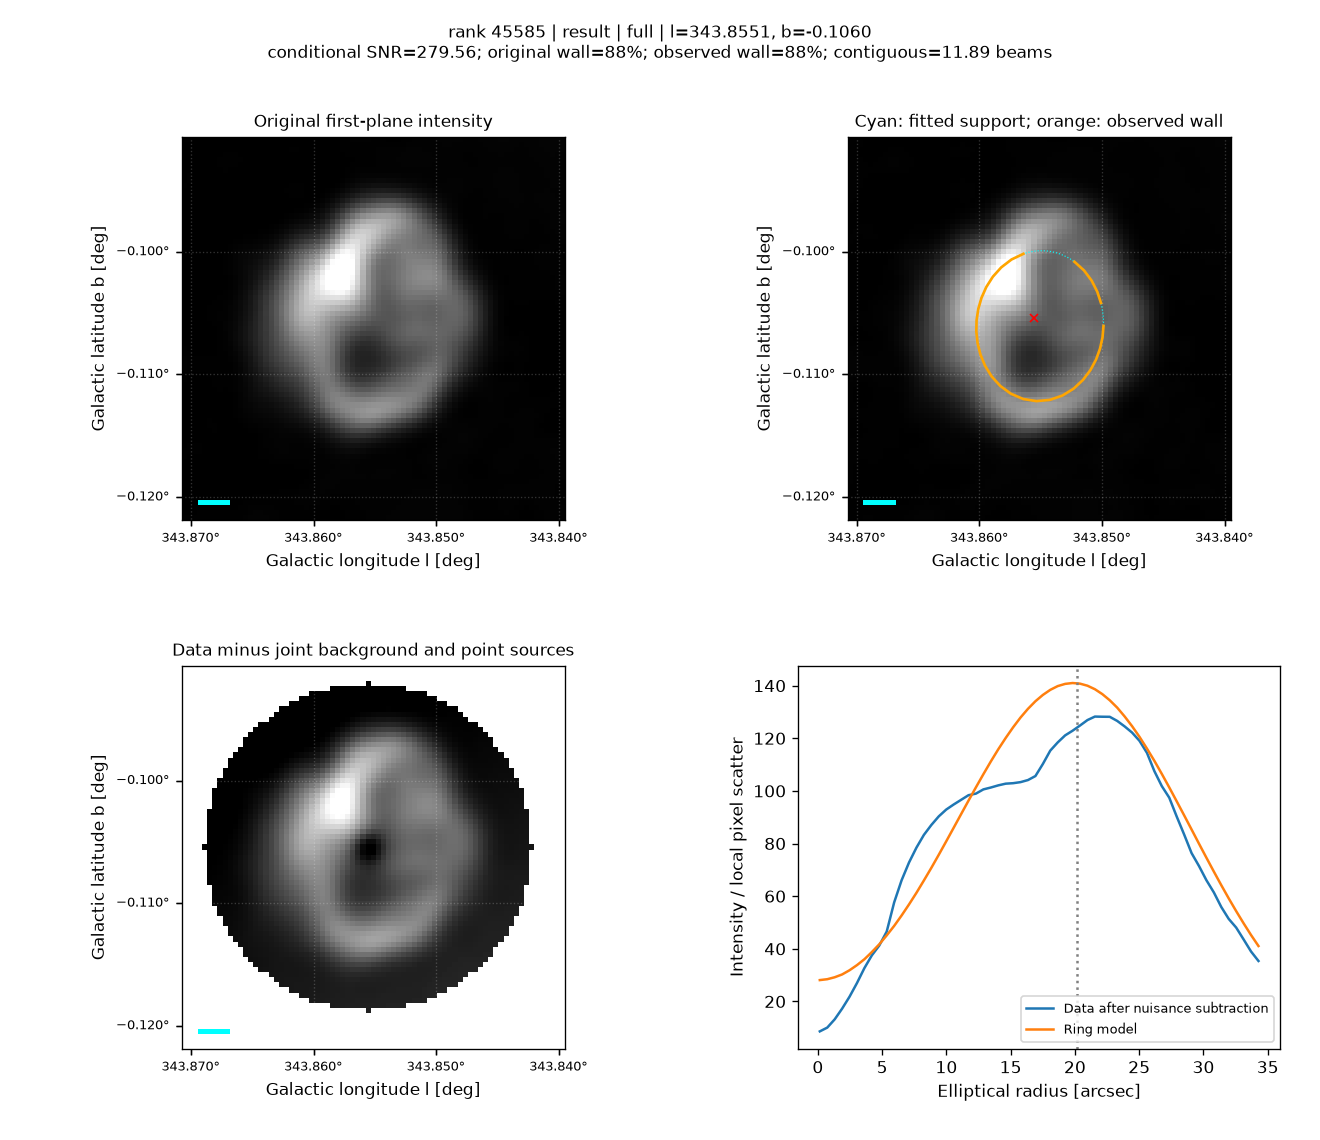 rank 45585 | result | full | l=343.8551, b=-0.1060
conditional SNR=279.56; original wall=88%; observed wall=88%; contiguous=11.89 beams
Original first-plane intensity
Galactic latitude b [deg]
−0.100°
−0.110°
−0.120°
343.870°
343.860°
343.850°
343.840°
Galactic longitude l [deg]
Cyan: fitted support; orange: observed wall
Galactic latitude b [deg]
−0.100°
−0.110°
−0.120°
343.870°
343.860°
343.850°
343.840°
Galactic longitude l [deg]
Data minus joint background and point sources
Galactic latitude b [deg]
−0.100°
−0.110°
−0.120°
343.870°
343.860°
343.850°
343.840°
Galactic longitude l [deg]
Intensity / local pixel scatter
140
120
100
80
60
40
20
Data after nuisance subtraction
Ring model
0
5
10
15
20
25
30
35
Elliptical radius [arcsec]